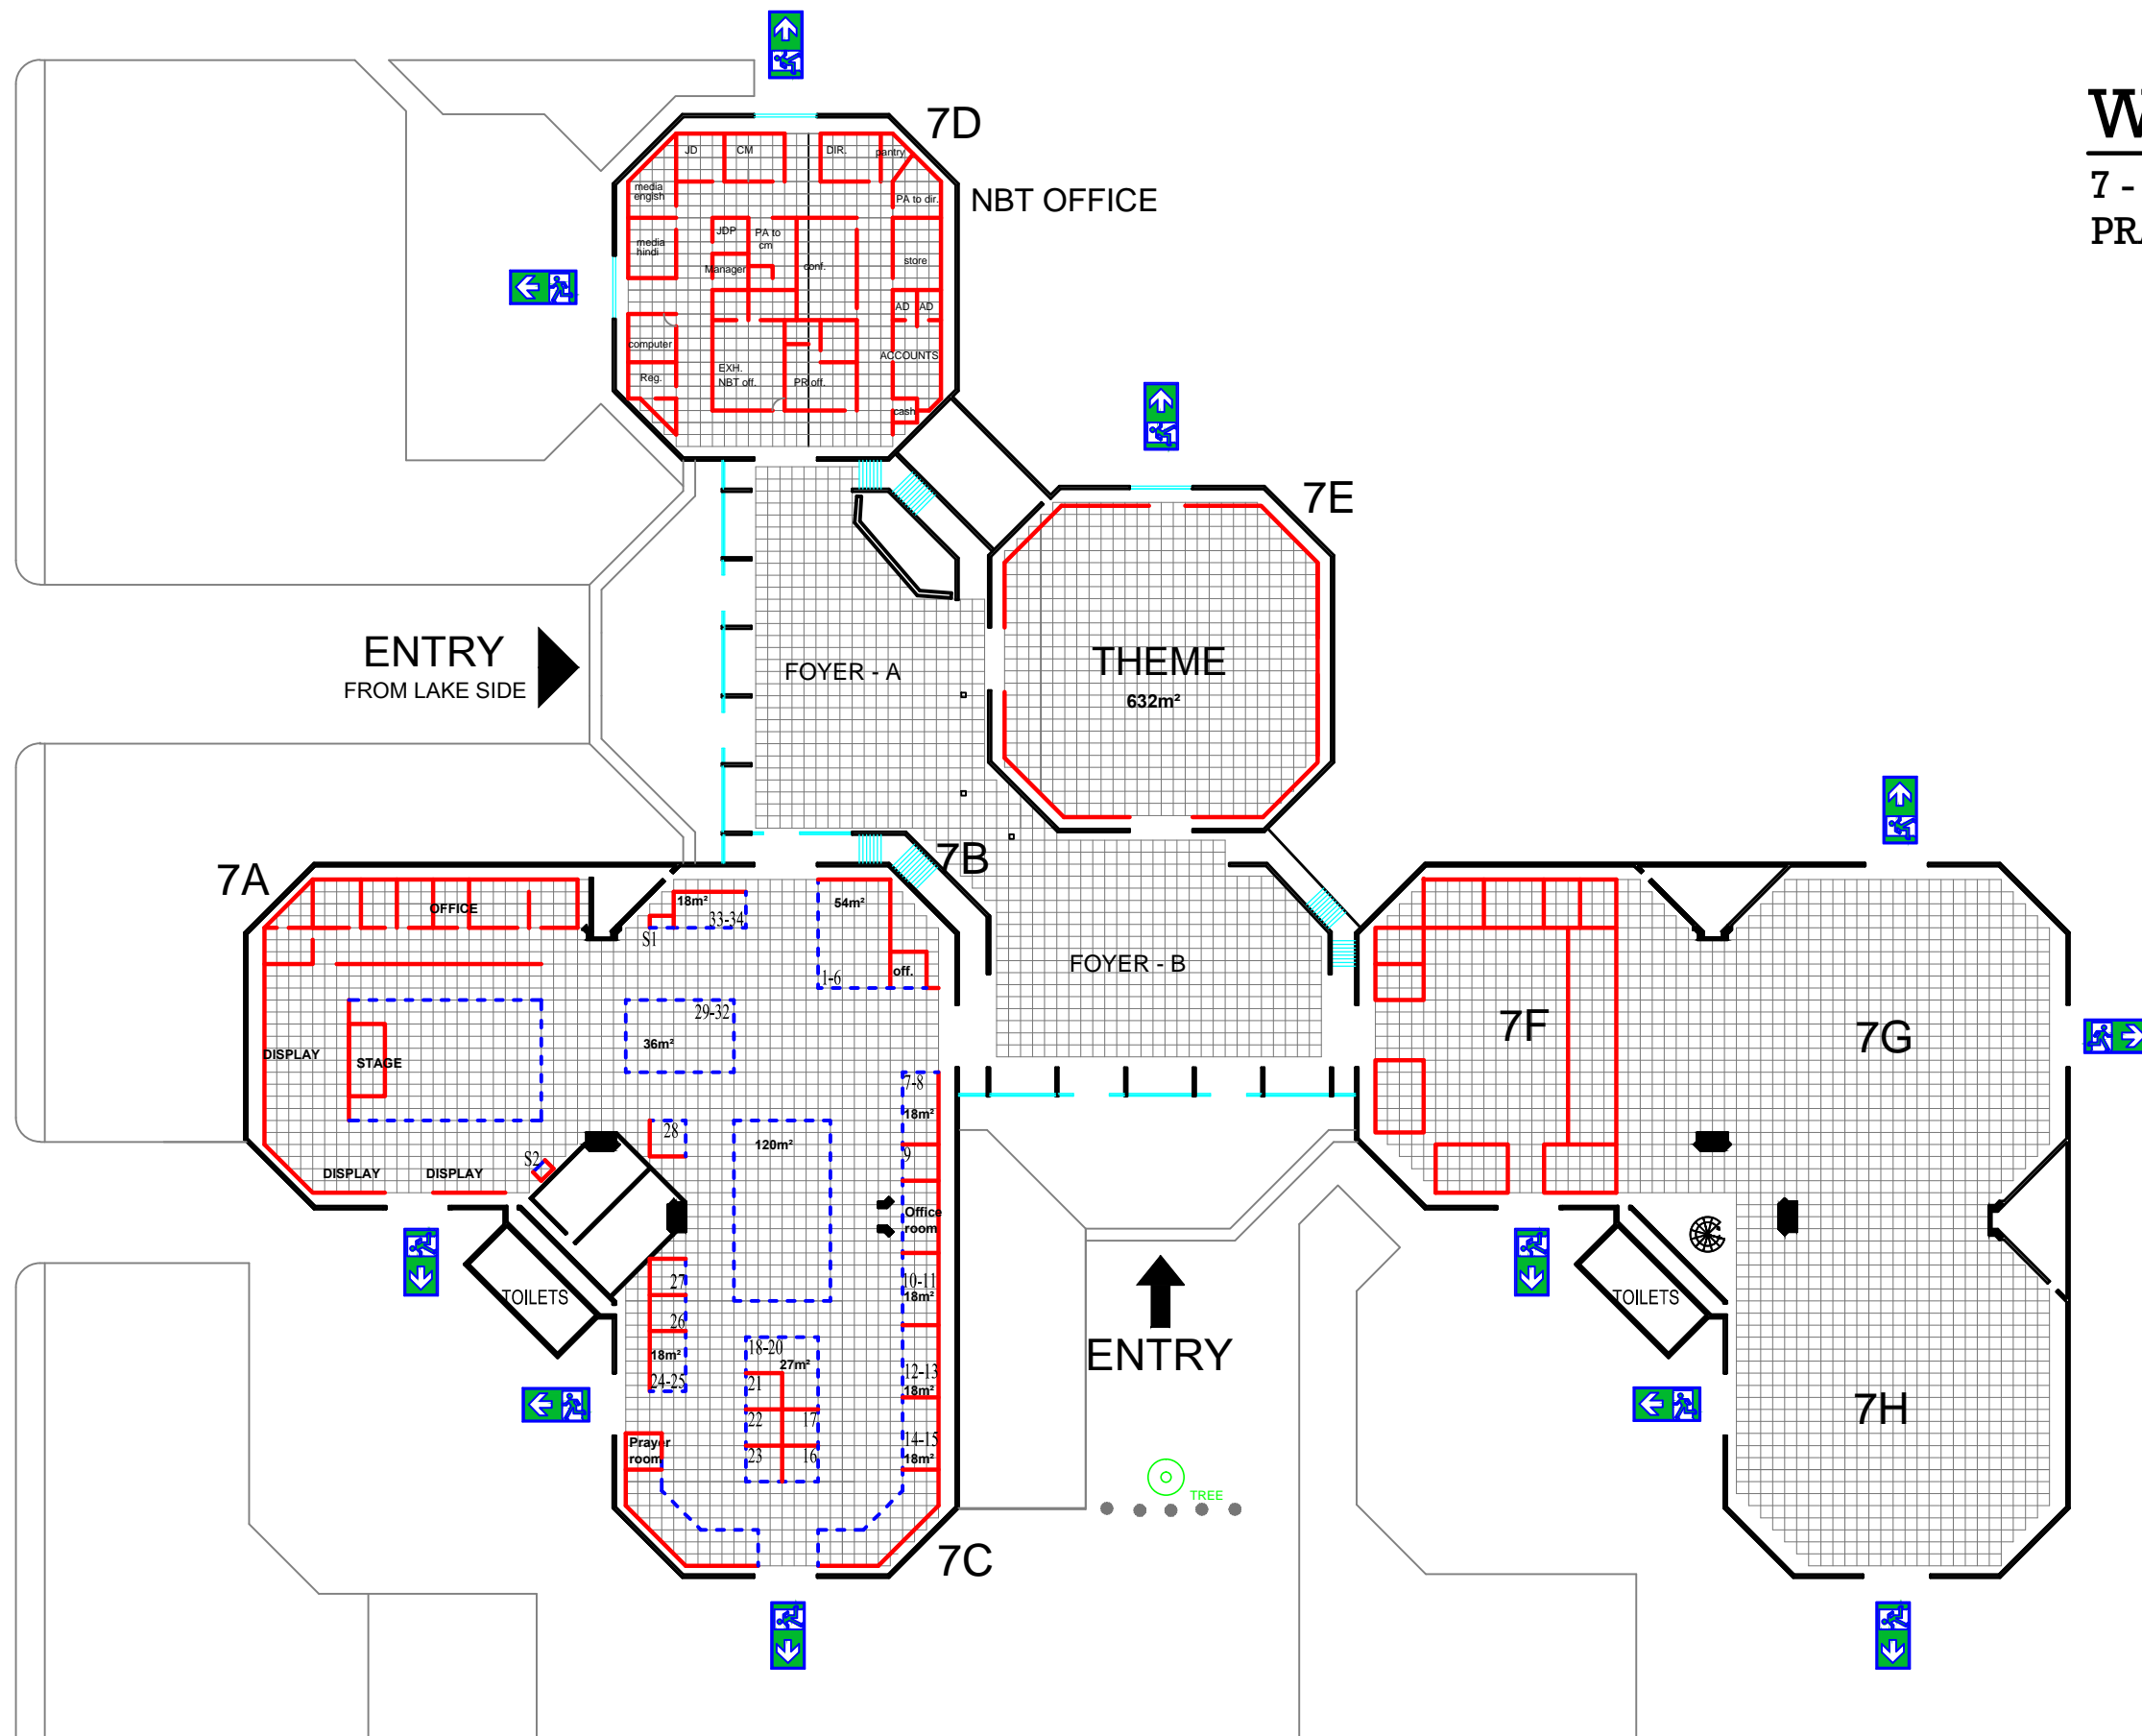 7D
W
NBT OFFICE
7 -
JD
CM
DIR.
pantry
media
engish
PA to dir.
media
hindi
JDP
PA to
cm
Manager
conf.
store
AD
AD
computer
ACCOUNTS
Reg.
EXH.
NBT off.
PR off.
cash
7E
ENTRY
FROM LAKE SIDE
FOYER - A
THEME
632m²
7A
7B
OFFICE
18m²
33-34
S1
54m²
1-6
off.
FOYER - B
29-32
36m²
DISPLAY
STAGE
7F
7G
7-8
18m²
28
120m²
9
S2
DISPLAY
DISPLAY
Office
room
TOILETS
27
26
18m²
24-25
10-11
18m²
18-20
27m²
21
22
17
23
16
12-13
18m²
14-15
18m²
Prayer
room
ENTRY
TREE
TOILETS
7H
7C